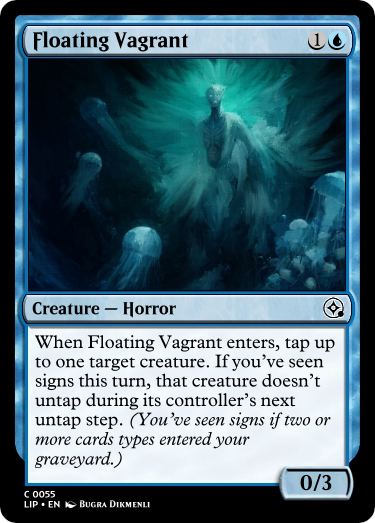 Floating Vagrant 1
Creature — Horror
When Floating Vagrant enters, tap up
to one target creature. If you've seen
signs this turn, that creature doesn't
untap during its controller's next
untap step. (You've seen signs if two or
more cards types entered your
graveyard.)
0/3
C 0055
LIP • EN Bugra Dikmenli